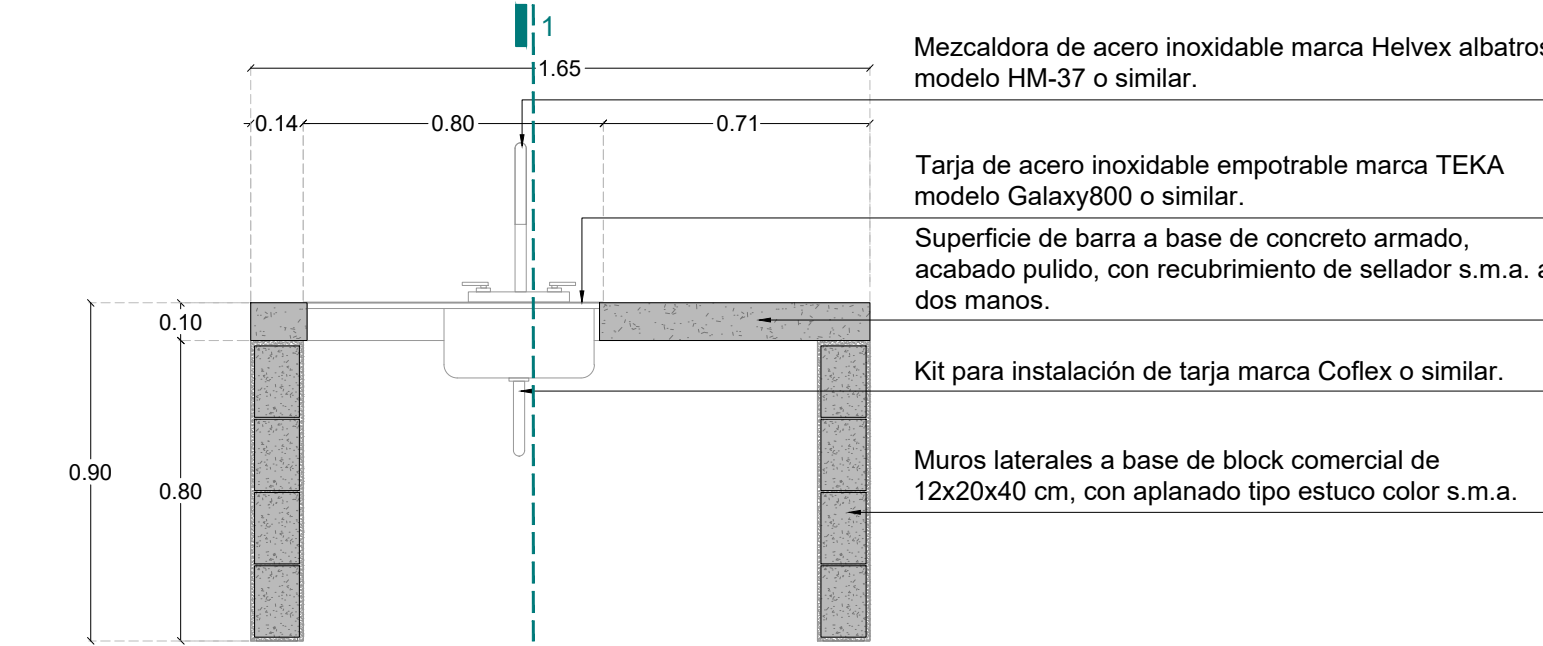 1
Mezcaldora de acero inoxidable marca Helvex albatros
modelo HM-37 o similar.
1.65
0.14
0.80
0.71
Tarja de acero inoxidable empotrable marca TEKA
modelo Galaxy800 o similar.
Superficie de barra a base de concreto armado,
acabado pulido, con recubrimiento de sellador s.m.a. a
dos manos.
0.10
Kit para instalación de tarja marca Coflex o similar.
0.90
0.80
Muros laterales a base de block comercial de
12x20x40 cm, con aplanado tipo estuco color s.m.a.